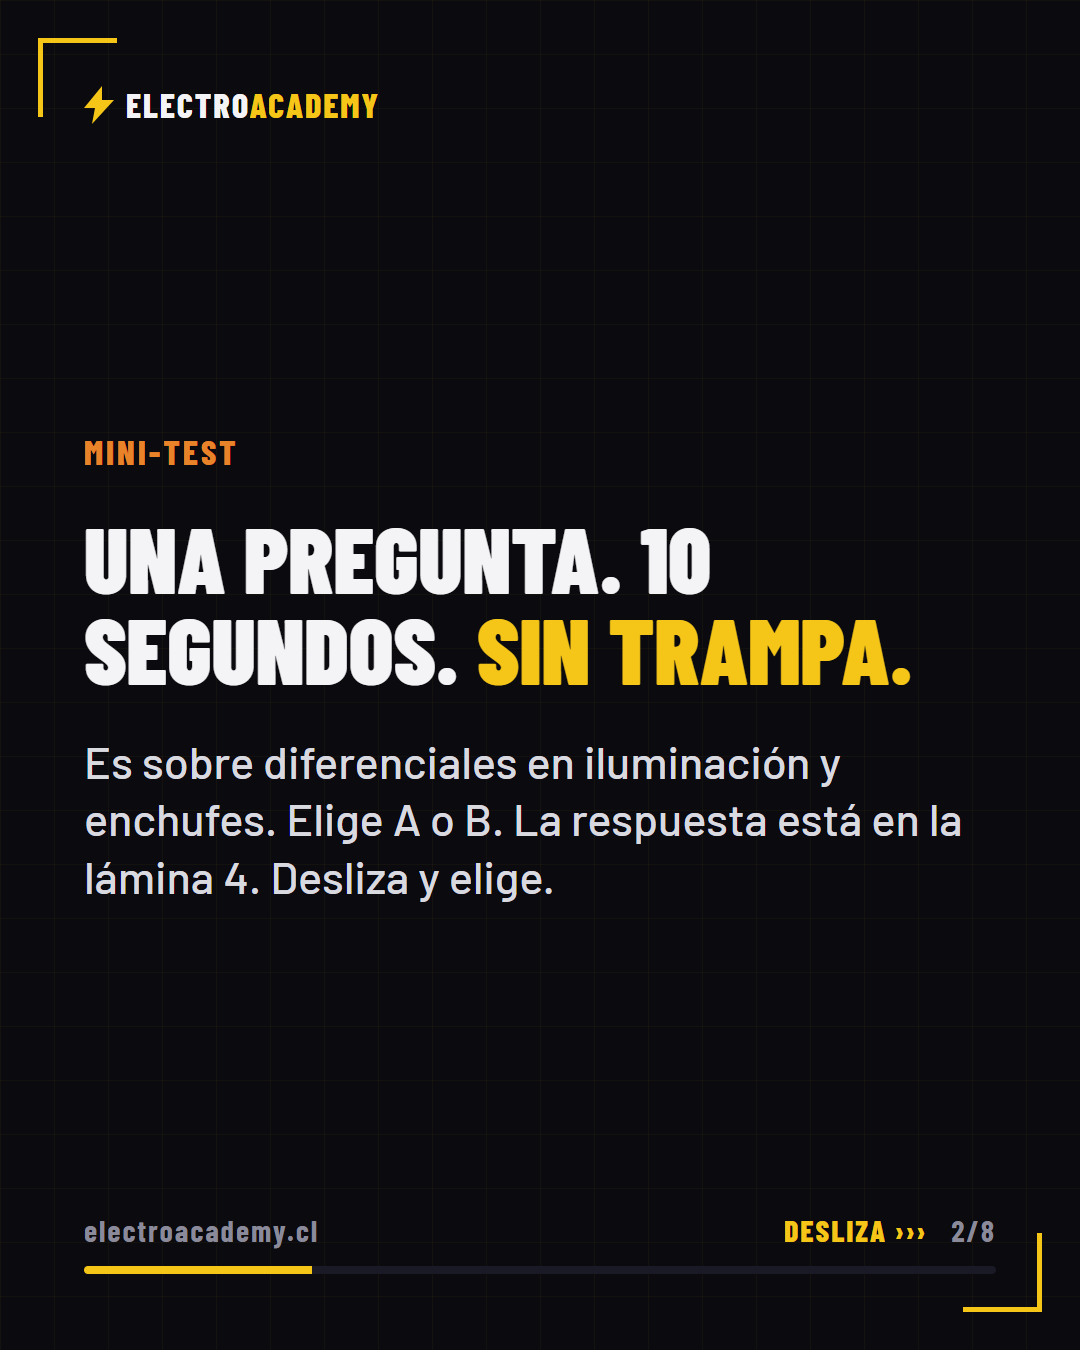 ELECTROACADEMY
MINI-TEST
UNA PREGUNTA. 10
SEGUNDOS. SIN TRAMPA.
Es sobre diferenciales en iluminación y
enchufes. Elige A o B. La respuesta está en la
lámina 4. Desliza y elige.
electroacademy.cl
DESLIZA ››› 2/8